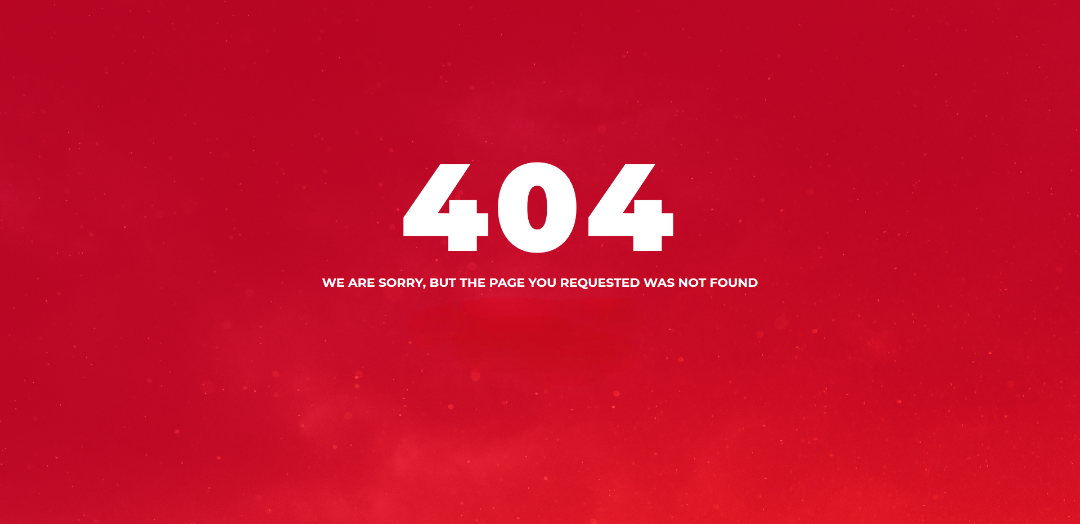 404
WE ARE SORRY, BUT THE PAGE YOU REQUESTED WAS NOT FOUND